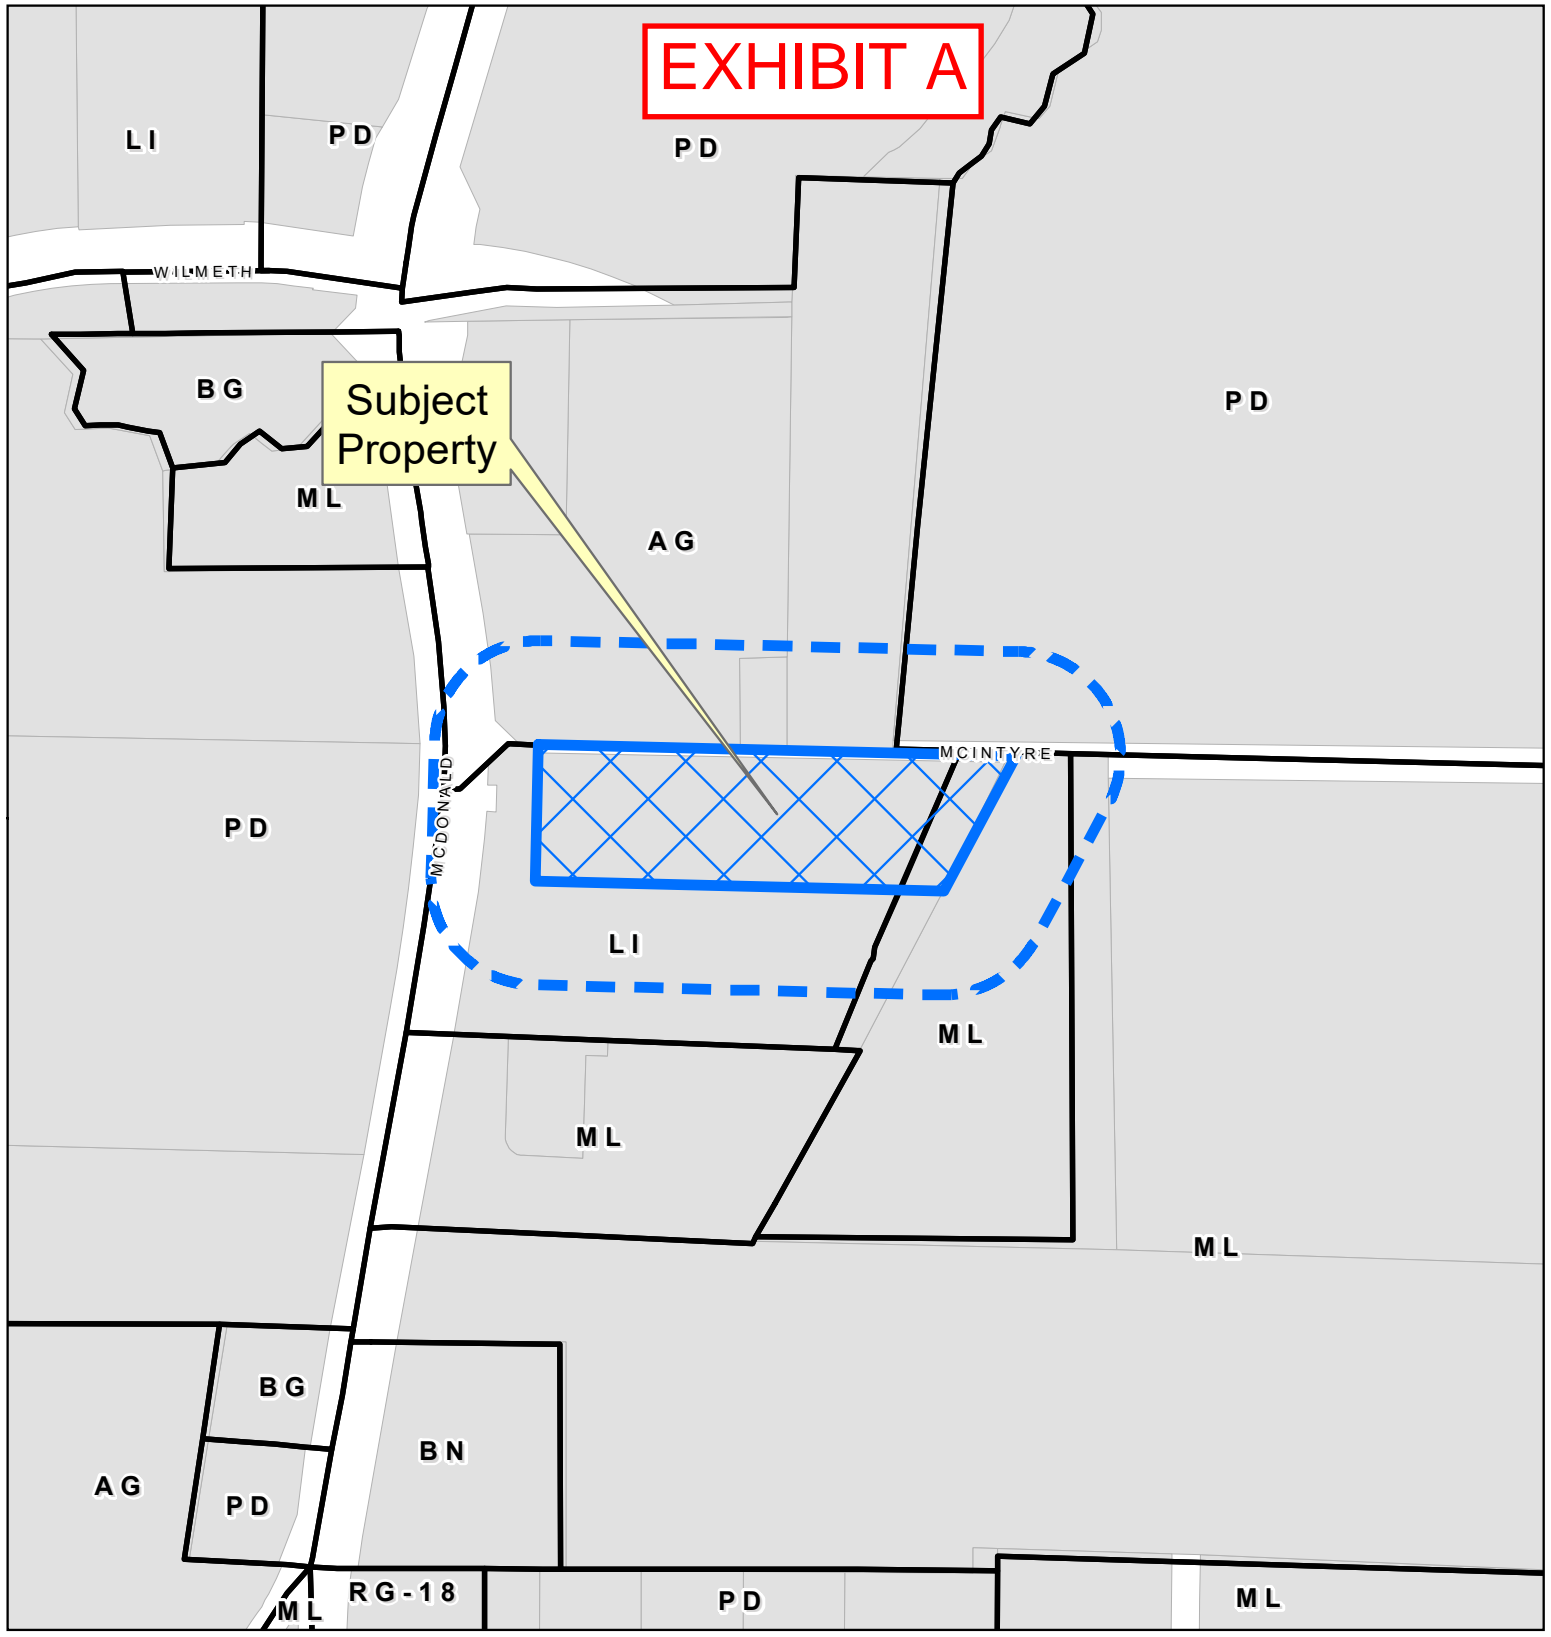 EXHIBIT A
LI
PD
PD
WILMETH
BG
Subject
Property
PD
ML
AG
MCINTYRE
MCDONALD
PD
LI
ML
ML
ML
BG
BN
AG
PD
RG-18
ML
PD
ML